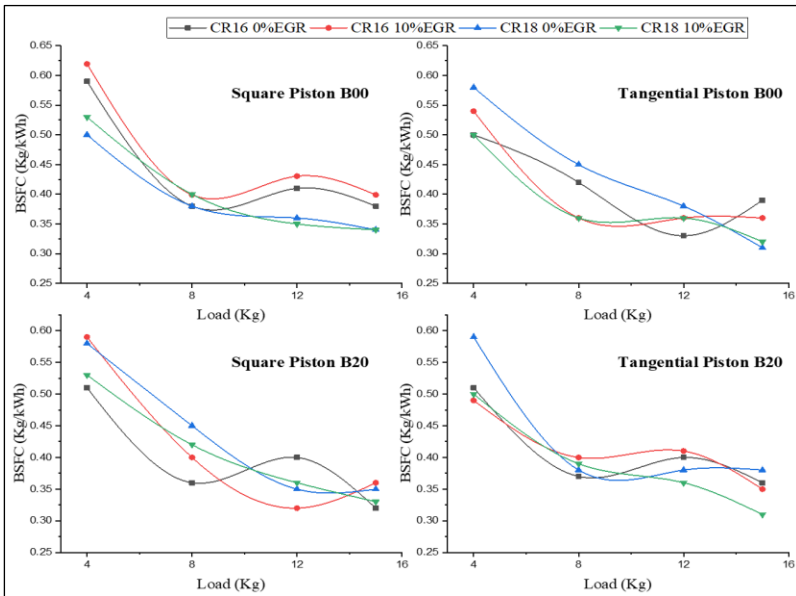 CR16 0%EGR CR16 10%EGR CR18 0%EGR CR18 10%EGR
0.65
0.60
0.55
0.50
0.45
0.40
0.35
0.30
0.25
BSFC (Kg/kWh)
Square Piston B00
4 8 12 16
Load (Kg)
0.65
0.60
0.55
0.50
0.45
0.40
0.35
0.30
0.25
BSFC (Kg/kWh))
Tangential Piston B00
4 8 12 16
Load (Kg)
0.60
0.55
0.50
0.45
0.40
0.35
0.30
0.25
BSFC (Kg/kWh)
Square Piston B20
4 8 12 16
Load (Kg)
0.60
0.55
0.50
0.45
0.40
0.35
0.30
0.25
BSFC (Kg/kWh)
Tangential Piston B20
4 8 12 16
Load (Kg)